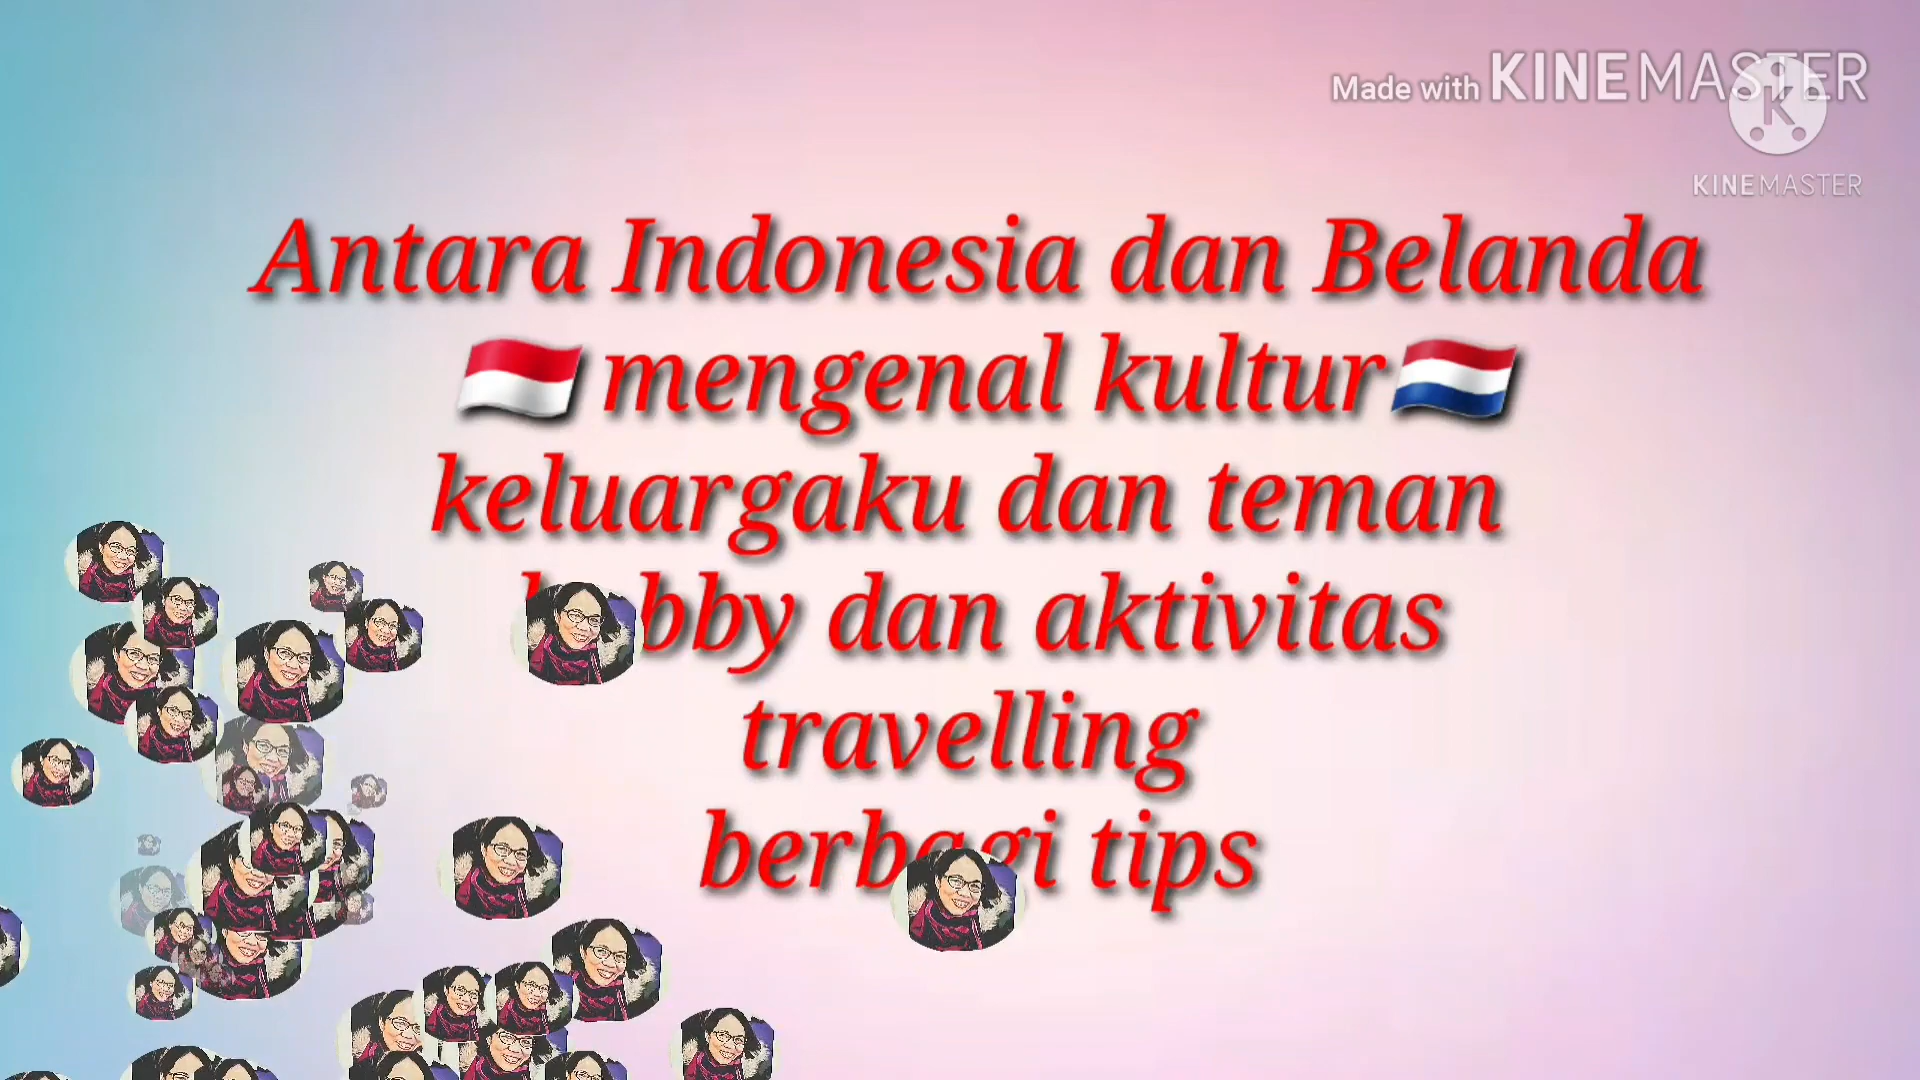 Made with KINEMASTER
KINEMASTER
Antara Indonesia dan Belanda
mengenal kultur
keluargaku dan teman
dan aktivitas
travelling
tips